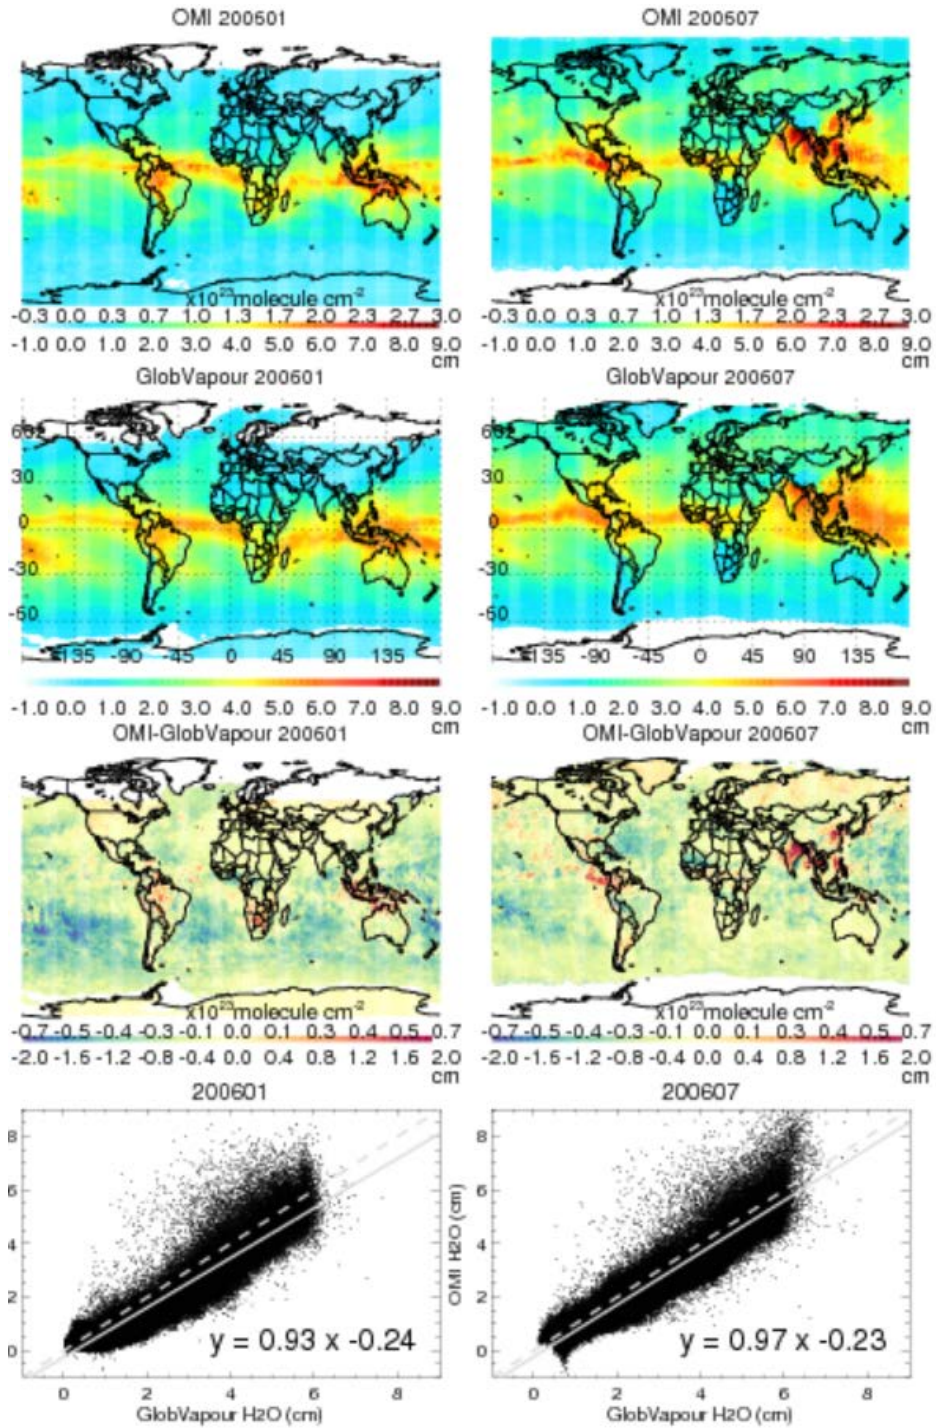 OMI 200601 OMI 200607
x10²³molecule cm⁻² x10²³molecule cm⁻²
-0.3 0.0 0.3 0.7 1.0 1.3 1.7 2.0 2.3 2.7 3.0 -0.3 0.0 0.3 0.7 1.0 1.3 1.7 2.0 2.3 2.7 3.0
-1.0 0.0 1.0 2.0 3.0 4.0 5.0 6.0 7.0 8.0 9.0 -1.0 0.0 1.0 2.0 3.0 4.0 5.0 6.0 7.0 8.0 9.0
cm cm
GlobVapour 200601 GlobVapour 200607
60 60
30 30
0 0
-30 -30
-60 -60
-135 -90 -45 0 45 90 135 -135 -90 -45 0 45 90 135
-1.0 0.0 1.0 2.0 3.0 4.0 5.0 6.0 7.0 8.0 9.0 -1.0 0.0 1.0 2.0 3.0 4.0 5.0 6.0 7.0 8.0 9.0
cm cm
OMI-GlobVapour 200601 OMI-GlobVapour 200607
x10²³molecule cm⁻² x10²³molecule cm⁻²
-0.7 -0.5 -0.4 -0.3 -0.1 0.0 0.1 0.3 0.4 0.5 0.7 -0.7 -0.5 -0.4 -0.3 -0.1 0.0 0.1 0.3 0.4 0.5 0.7
-2.0 -1.6 -1.2 -0.8 -0.4 0.0 0.4 0.8 1.2 1.6 2.0 -2.0 -1.6 -1.2 -0.8 -0.4 0.0 0.4 0.8 1.2 1.6 2.0
cm cm
200601 200607
8 8
6 6
4 4
2 2
0 0
OMI H2O (cm)
y = 0.93 x -0.24 y = 0.97 x -0.23
0 2 4 6 8 0 2 4 6 8
GlobVapour H2O (cm) GlobVapour H2O (cm)